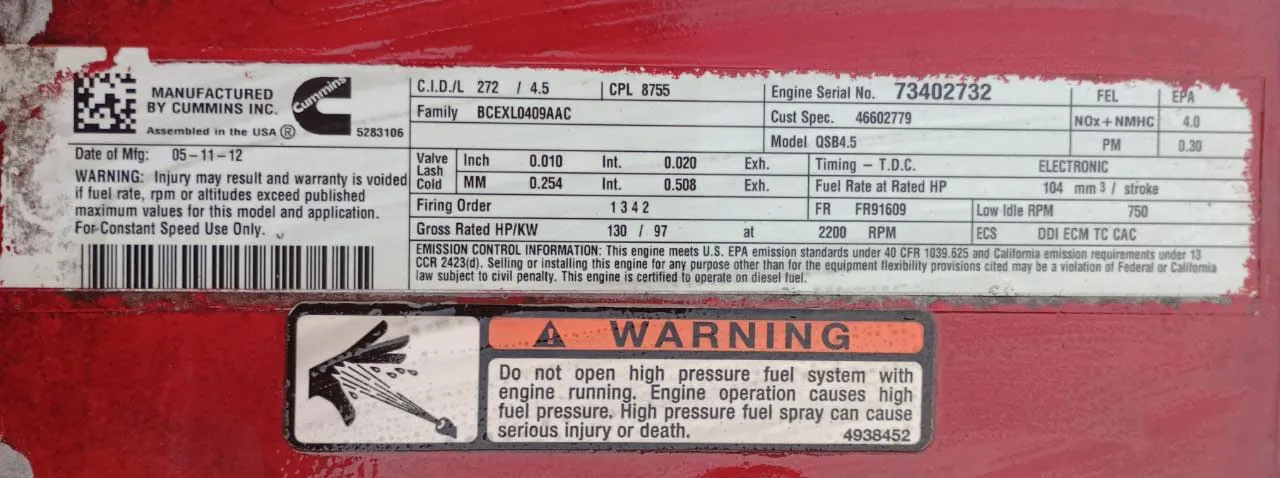 MANUFACTURED
BY CUMMINS INC.
Cummins
Assembled in the USA ®
5283106
Date of Mfg: 05-11-12
WARNING: Injury may result and warranty is voided
if fuel rate, rpm or altitudes exceed published
maximum values for this model and application.
For Constant Speed Use Only.
C.I.D./L 272 / 4.5 CPL 8755
Family BCEXL0409AAC
Engine Serial No. 73402732
Cust Spec. 46602779
Model QSB4.5
FEL EPA
NOx+NMHC 4.0
PM 0.30
Valve Lash Cold Inch 0.010 Int. 0.020 Exh.
MM 0.254 Int. 0.508 Exh.
Timing – T.D.C. ELECTRONIC
Fuel Rate at Rated HP 104 mm³ / stroke
Firing Order 1 3 4 2
FR FR91609 Low Idle RPM 750
Gross Rated HP/KW 130 / 97 at 2200 RPM
ECS DDI ECM TC CAC
EMISSION CONTROL INFORMATION: This engine meets U.S. EPA emission standards under 40 CFR 1039.625 and California emission requirements under 13
CCR 2423(d). Selling or installing this engine for any purpose other than for the equipment flexibility provisions cited may be a violation of Federal or California
law subject to civil penalty. This engine is certified to operate on diesel fuel.
WARNING
Do not open high pressure fuel system with
engine running. Engine operation causes high
fuel pressure. High pressure fuel spray can cause
serious injury or death.
4938452